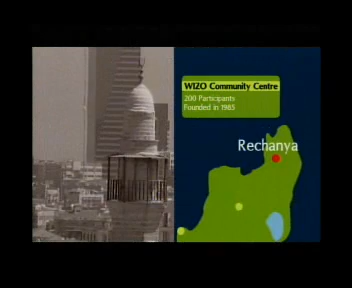 WIZO Community Centre
200 Participants
Founded in 1985
Rechanya